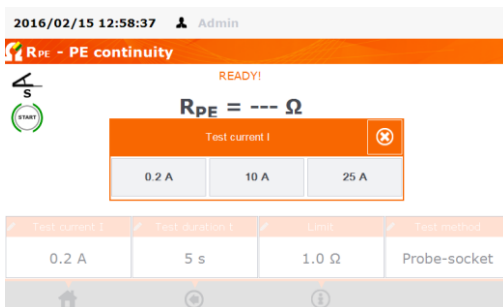 2016/02/15 12:58:37 Admin
RPE - PE continuity
READY!
S
START
RPE = --- Ω
Test current I
0.2 A 10 A 25 A
Test current I Test duration t Limit Test method
0.2 A 5 s 1.0 Ω Probe-socket